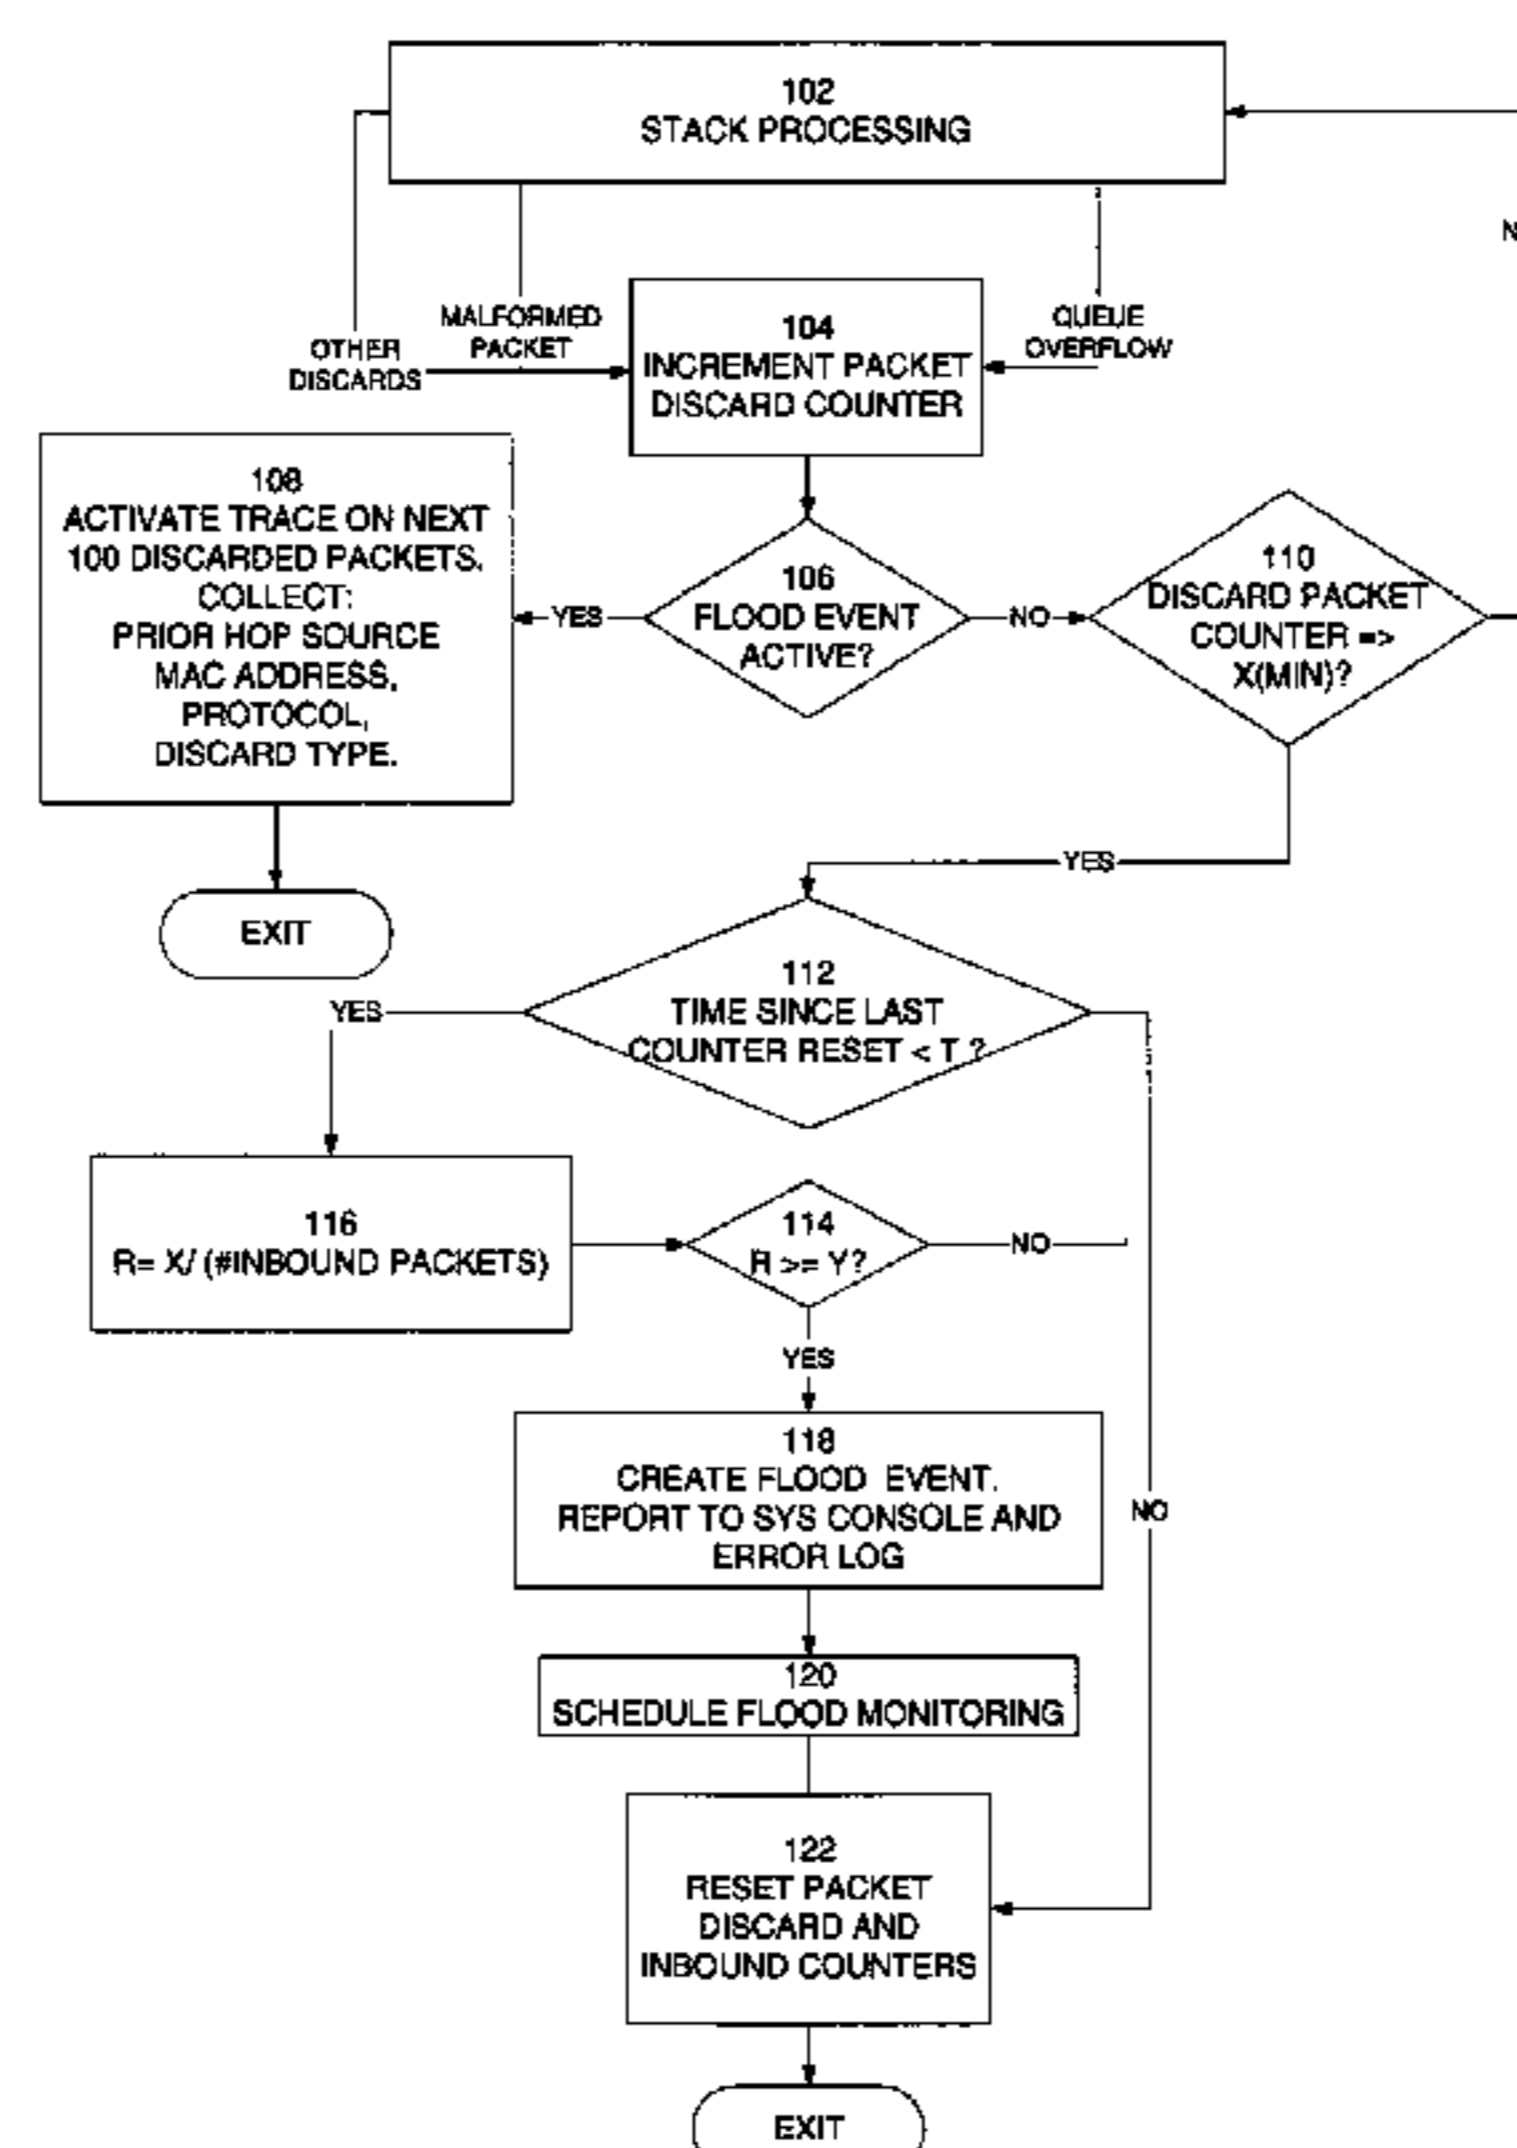 102
STACK PROCESSING
N
MALFORMED
PACKET
OTHER
DISCARDS
104
INCREMENT PACKET
DISCARD COUNTER
QUEUE
OVERFLOW
108
ACTIVATE TRACE ON NEXT
100 DISCARDED PACKETS.
COLLECT:
PRIOR HOP SOURCE
MAC ADDRESS,
PROTOCOL,
DISCARD TYPE.
YES
106
FLOOD EVENT
ACTIVE?
NO
110
DISCARD PACKET
COUNTER =>
X(MIN)?
YES
EXIT
112
TIME SINCE LAST
COUNTER RESET < T ?
YES
116
R= X/ (#INBOUND PACKETS)
114
R >= Y?
NO
YES
118
CREATE FLOOD EVENT.
REPORT TO SYS CONSOLE AND
ERROR LOG
NO
120
SCHEDULE FLOOD MONITORING
122
RESET PACKET
DISCARD AND
INBOUND COUNTERS
EXIT